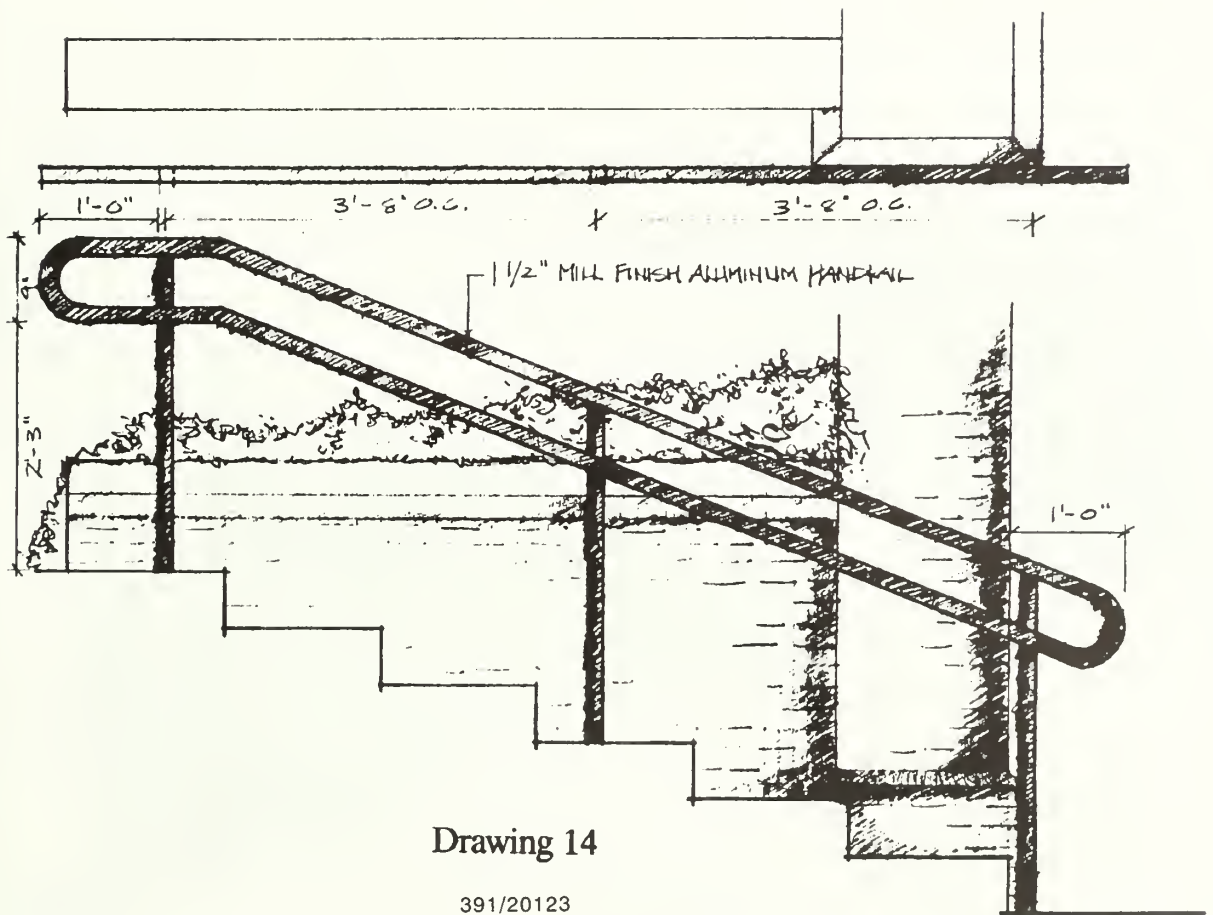 1'-0"
3'-8" O.C.
3'-8" O.C.
1 1/2" MILL FINISH ALUMINUM HANDRAIL
9"
2'-3"
1'-0"
Drawing 14
391/20123